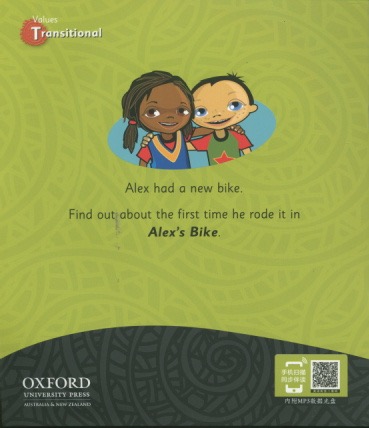 Values
Transitional
Alex had a new bike.
Find out about the first time he rode it in
Alex's Bike.
手机扫描
同步伴读
OXFORD
UNIVERSITY PRESS
AUSTRALIA & NEW ZEALAND
内附MP3数据光盘